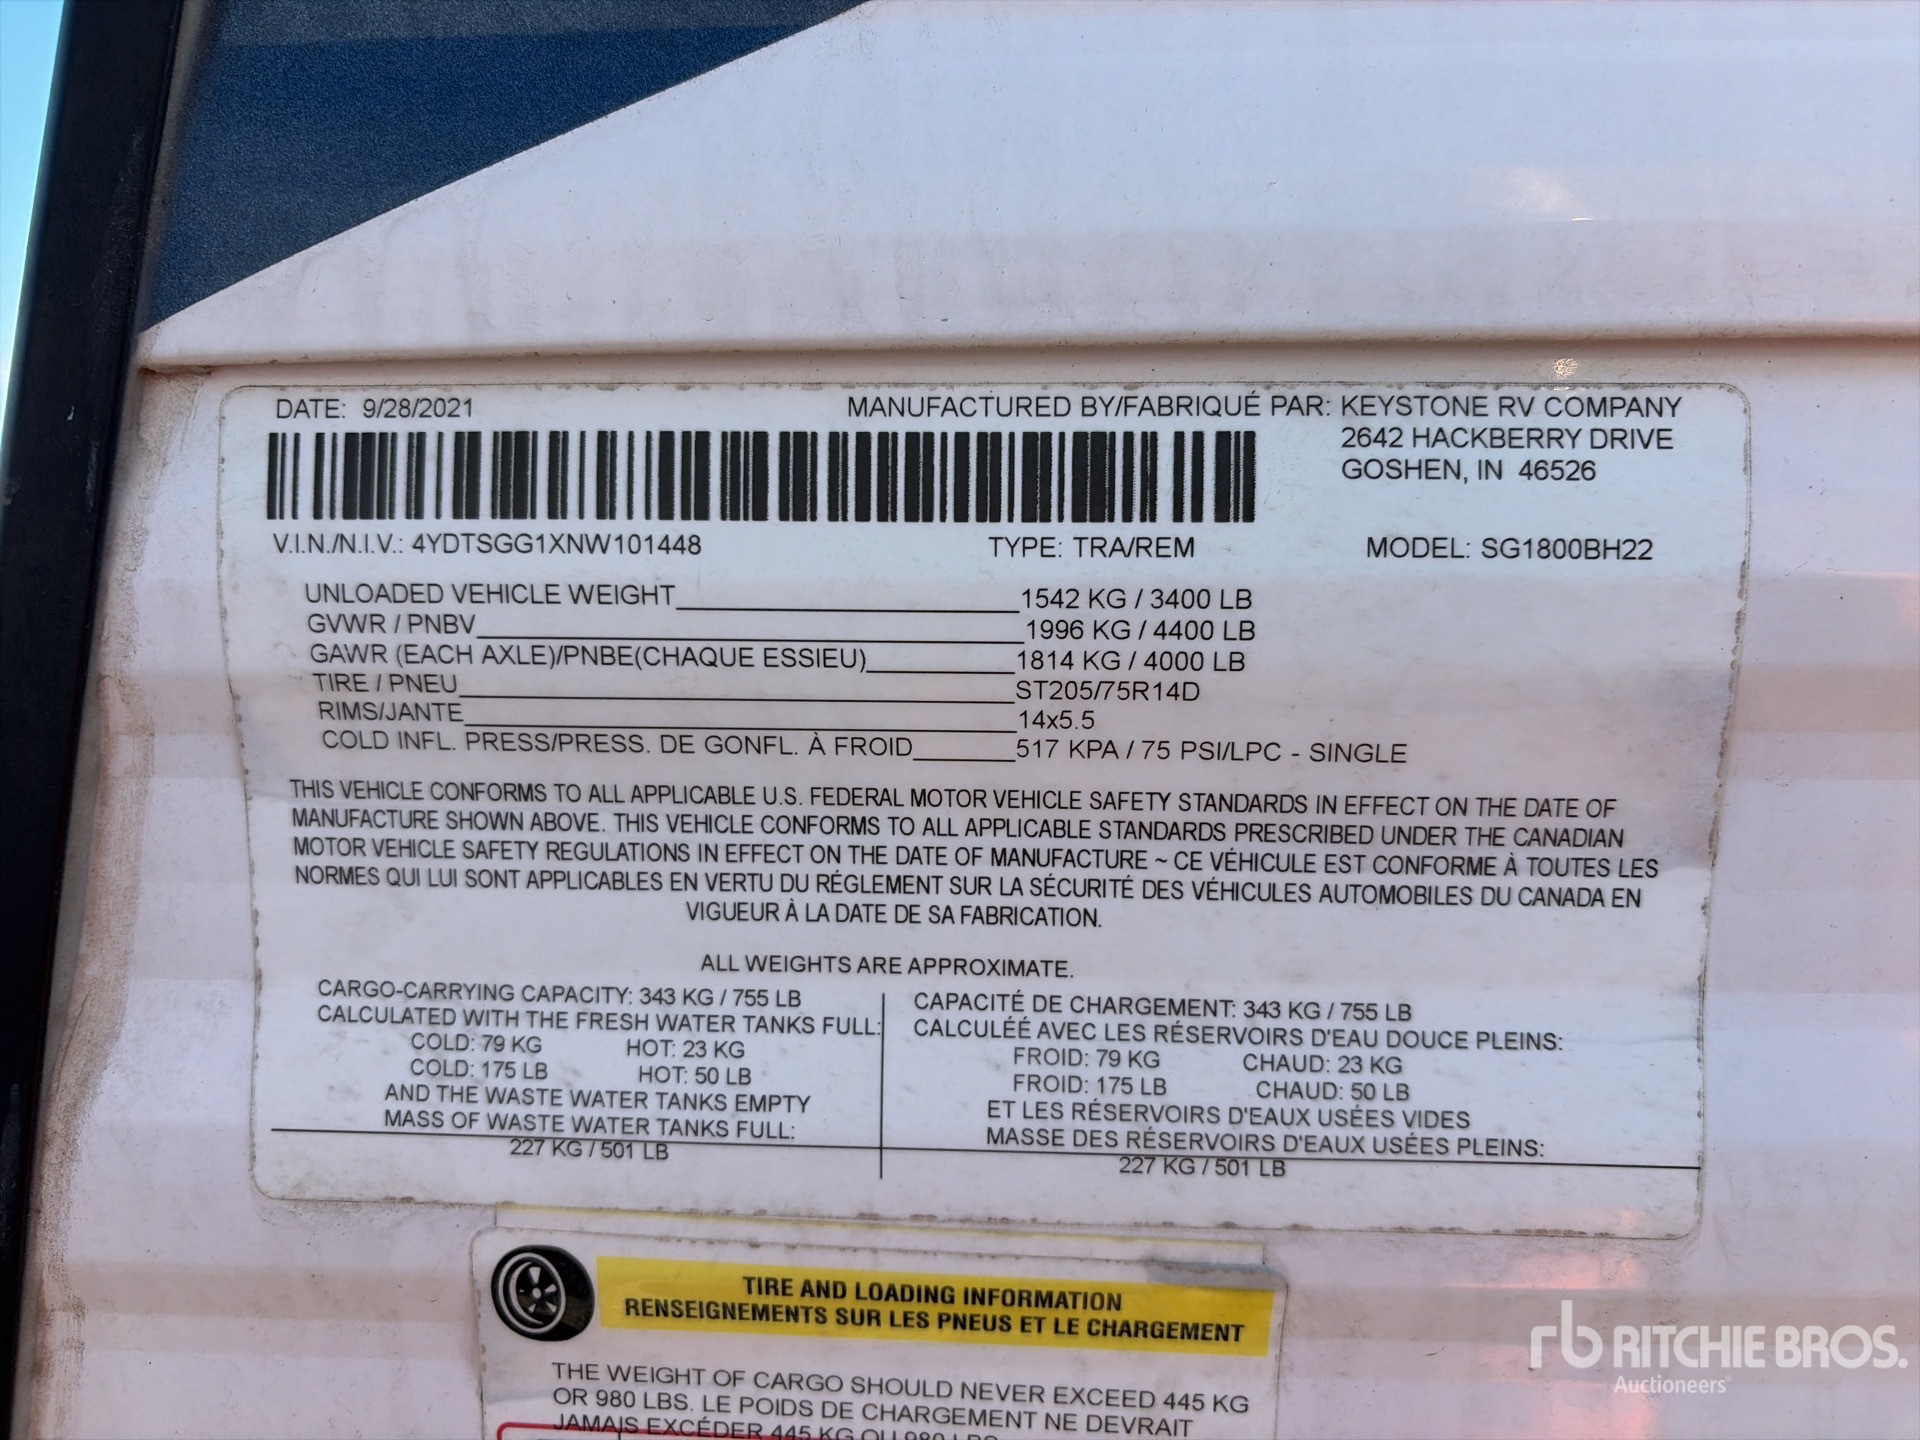 DATE: 9/28/2021 MANUFACTURED BY/FABRIQUÉ PAR: KEYSTONE RV COMPANY
2642 HACKBERRY DRIVE
GOSHEN, IN 46526
V.I.N./N.I.V.: 4YDTSGG1XNW101448 TYPE: TRA/REM MODEL: SG1800BH22
UNLOADED VEHICLE WEIGHT 1542 KG / 3400 LB
GVWR / PNBV 1996 KG / 4400 LB
GAWR (EACH AXLE)/PNBE(CHAQUE ESSIEU) 1814 KG / 4000 LB
TIRE / PNEU ST205/75R14D
RIMS/JANTE 14x5.5
COLD INFL. PRESS/PRESS. DE GONFL. À FROID 517 KPA / 75 PSI/LPC - SINGLE
THIS VEHICLE CONFORMS TO ALL APPLICABLE U.S. FEDERAL MOTOR VEHICLE SAFETY STANDARDS IN EFFECT ON THE DATE OF
MANUFACTURE SHOWN ABOVE. THIS VEHICLE CONFORMS TO ALL APPLICABLE STANDARDS PRESCRIBED UNDER THE CANADIAN
MOTOR VEHICLE SAFETY REGULATIONS IN EFFECT ON THE DATE OF MANUFACTURE ~ CE VÉHICULE EST CONFORME À TOUTES LES
NORMES QUI LUI SONT APPLICABLES EN VERTU DU RÉGLEMENT SUR LA SÉCURITÉ DES VÉHICULES AUTOMOBILES DU CANADA EN
VIGUEUR À LA DATE DE SA FABRICATION.
ALL WEIGHTS ARE APPROXIMATE.
CARGO-CARRYING CAPACITY: 343 KG / 755 LB
CALCULATED WITH THE FRESH WATER TANKS FULL:
COLD: 79 KG HOT: 23 KG
COLD: 175 LB HOT: 50 LB
AND THE WASTE WATER TANKS EMPTY
MASS OF WASTE WATER TANKS FULL:
227 KG / 501 LB
CAPACITÉ DE CHARGEMENT: 343 KG / 755 LB
CALCULÉÉ AVEC LES RÉSERVOIRS D'EAU DOUCE PLEINS:
FROID: 79 KG CHAUD: 23 KG
FROID: 175 LB CHAUD: 50 LB
ET LES RÉSERVOIRS D'EAUX USÉES VIDES
MASSE DES RÉSERVOIRS D'EAUX USÉES PLEINS:
227 KG / 501 LB
TIRE AND LOADING INFORMATION
RENSEIGNEMENTS SUR LES PNEUS ET LE CHARGEMENT
THE WEIGHT OF CARGO SHOULD NEVER EXCEED 445 KG
OR 980 LBS. LE POIDS DE CHARGEMENT NE DEVRAIT
JAMAIS EXCÉDER 445 KG OU 980 LBS.
rb RITCHIE BROS.
Auctioneers